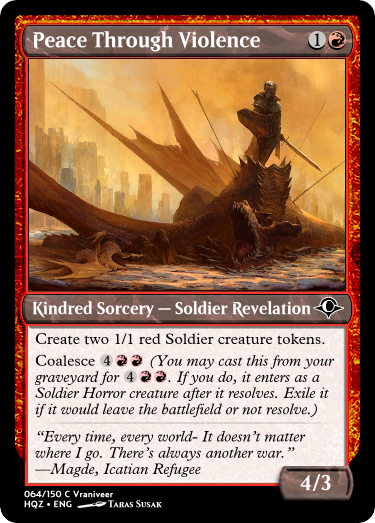 Peace Through Violence 1
Kindred Sorcery — Soldier Revelation
Create two 1/1 red Soldier creature tokens.
Coalesce 4 (You may cast this from your
graveyard for 4. If you do, it enters as a
Soldier Horror creature after it resolves. Exile it
if it would leave the battlefield or not resolve.)
“Every time, every world- It doesn’t matter
where I go. There’s always another war.”
—Magde, Icatian Refugee
4/3
064/150 C Vraniveer
HQZ • ENG Taras Susak